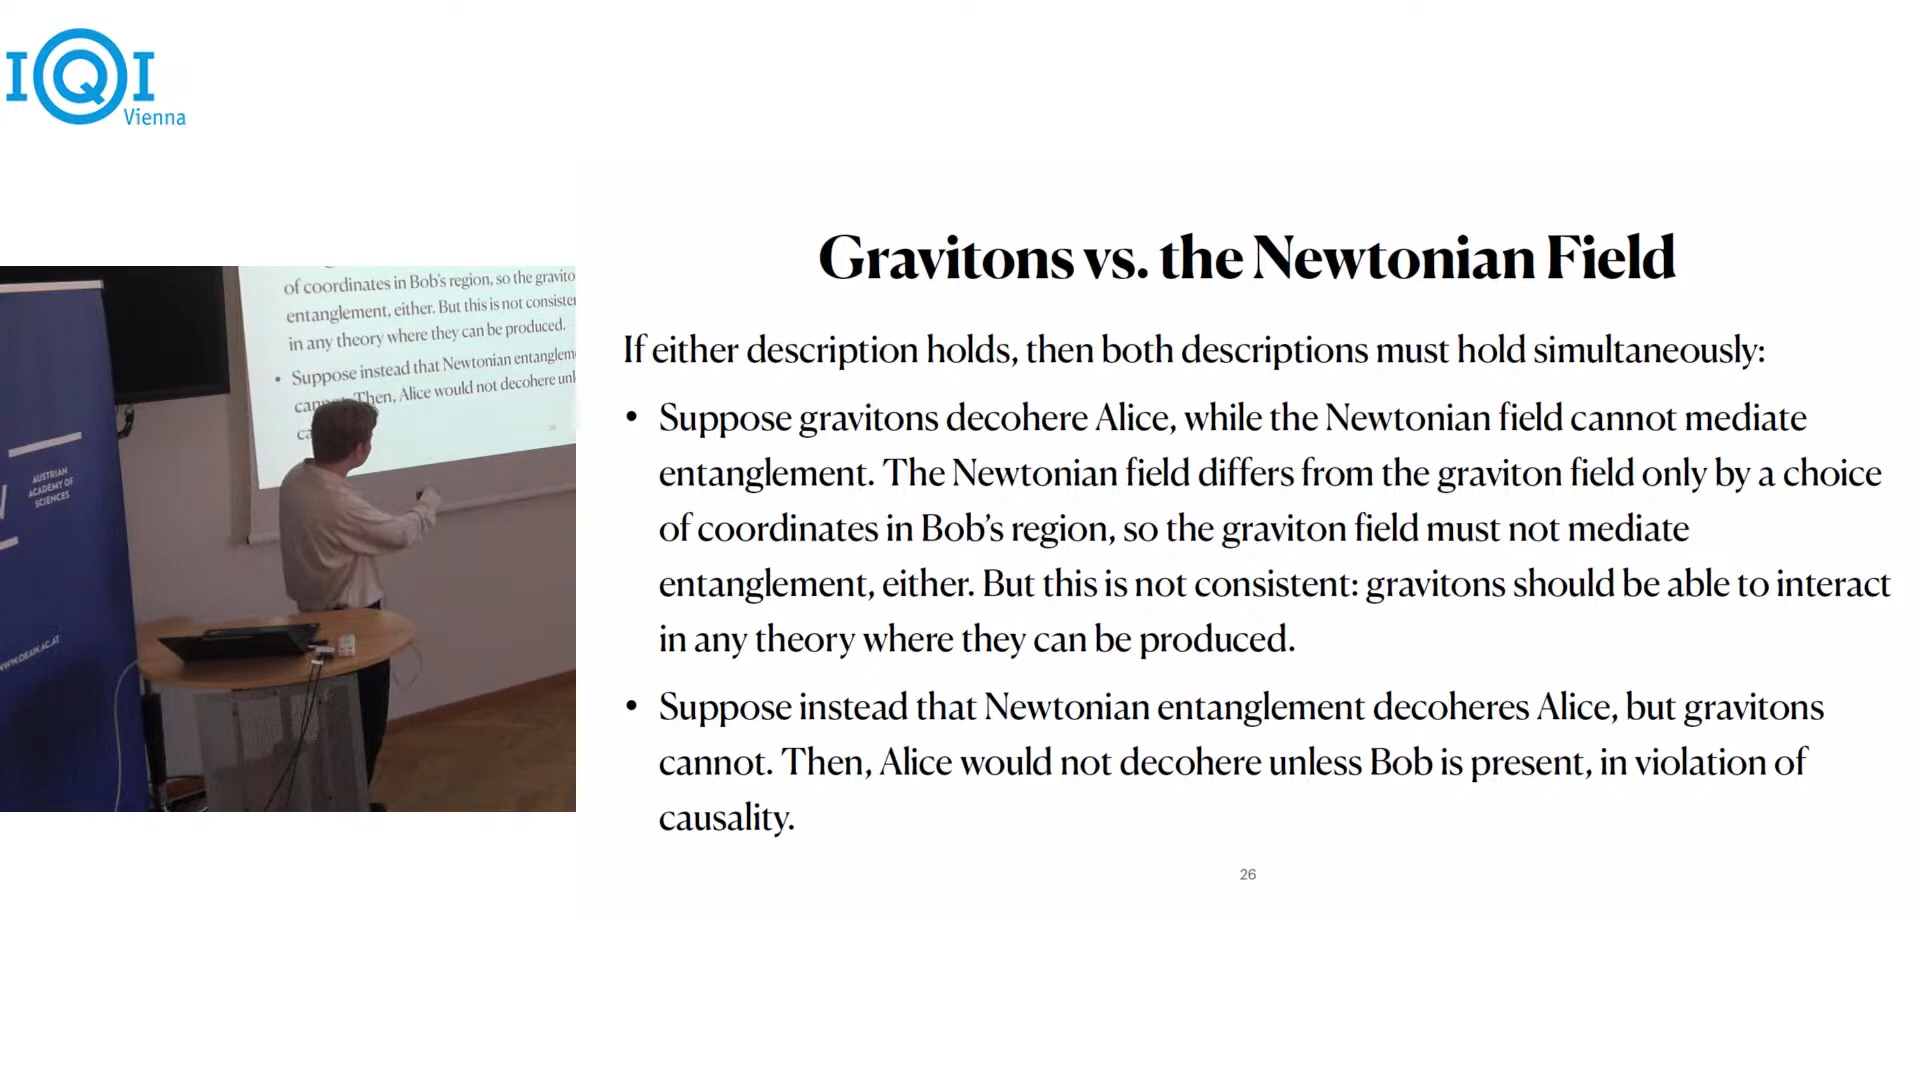 IQI
Vienna
Gravitons vs. the Newtonian Field
If either description holds, then both descriptions must hold simultaneously:
• Suppose gravitons decohere Alice, while the Newtonian field cannot mediate
entanglement. The Newtonian field differs from the graviton field only by a choice
of coordinates in Bob’s region, so the graviton field must not mediate
entanglement, either. But this is not consistent: gravitons should be able to interact
in any theory where they can be produced.
• Suppose instead that Newtonian entanglement decoheres Alice, but gravitons
cannot. Then, Alice would not decohere unless Bob is present, in violation of
causality.
26
of coordinates in Bob's region, so the gravito
entanglement, either. But this is not consister
in any theory where they can be produced.
• Suppose instead that Newtonian entanglem
Then, Alice would not decohere unl
AUSTRIAN
ACADEMY OF
SCIENCES
WWW.OEAW.AC.AT